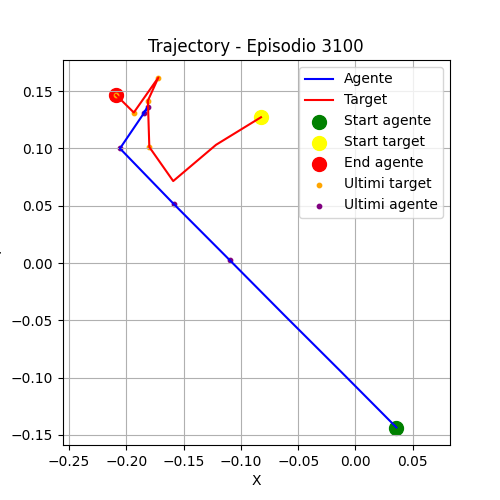 Trajectory - Episodio 3100
Agente
Target
Start agente
Start target
End agente
Ultimi target
Ultimi agente
0.15
0.10
0.05
0.00
−0.05
−0.10
−0.15
−0.25
−0.20
−0.15
−0.10
−0.05
0.00
0.05
X